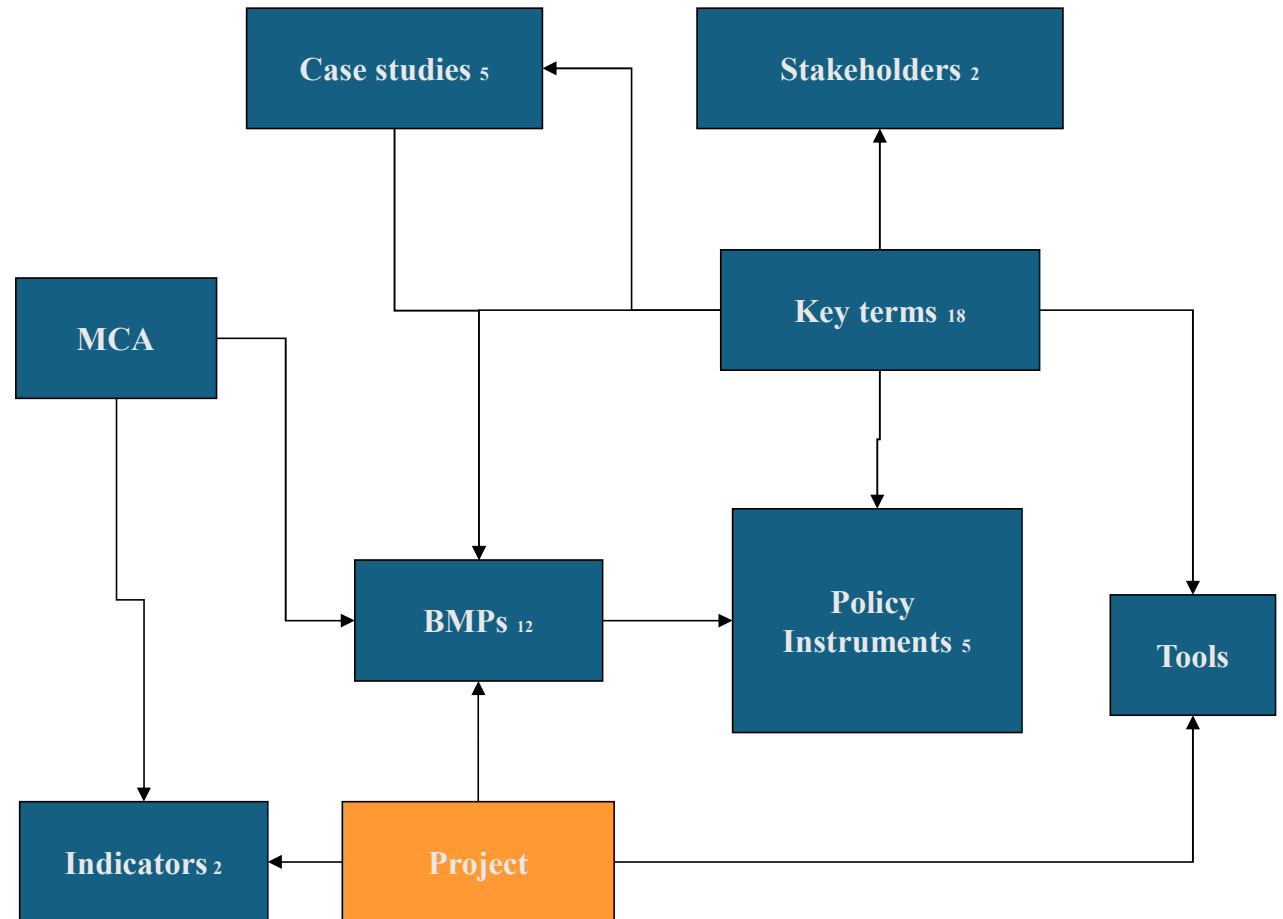 Case studies 5
Stakeholders 2
Key terms 18
MCA
BMPs 12
Policy
Instruments 5
Tools
Indicators 2
Project